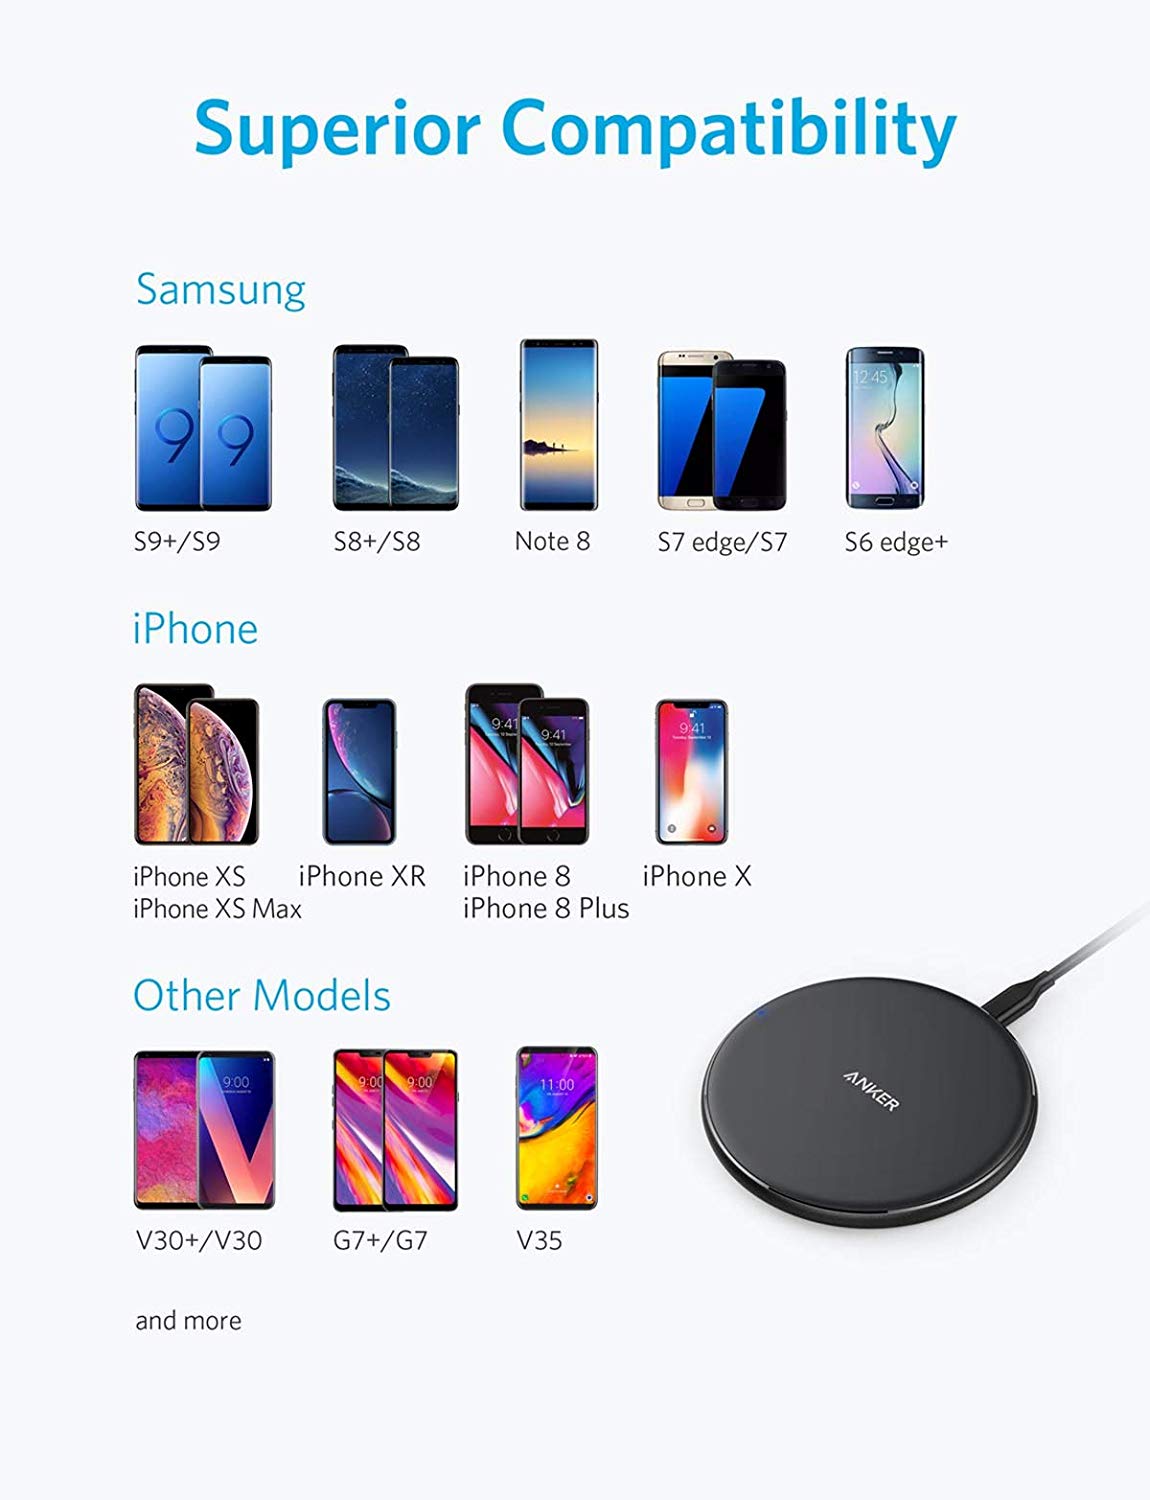 Superior Compatibility
Samsung
9 9
12:45
S9+/S9 S8+/S8 Note 8 S7 edge/S7 S6 edge+
iPhone
9:41 9:41 9:41
iPhone XS iPhone XR iPhone 8 iPhone X
iPhone XS Max iPhone 8 Plus
Other Models
9:00 9:00 9:00 11:00
ANKER
V30+/V30 G7+/G7 V35
and more